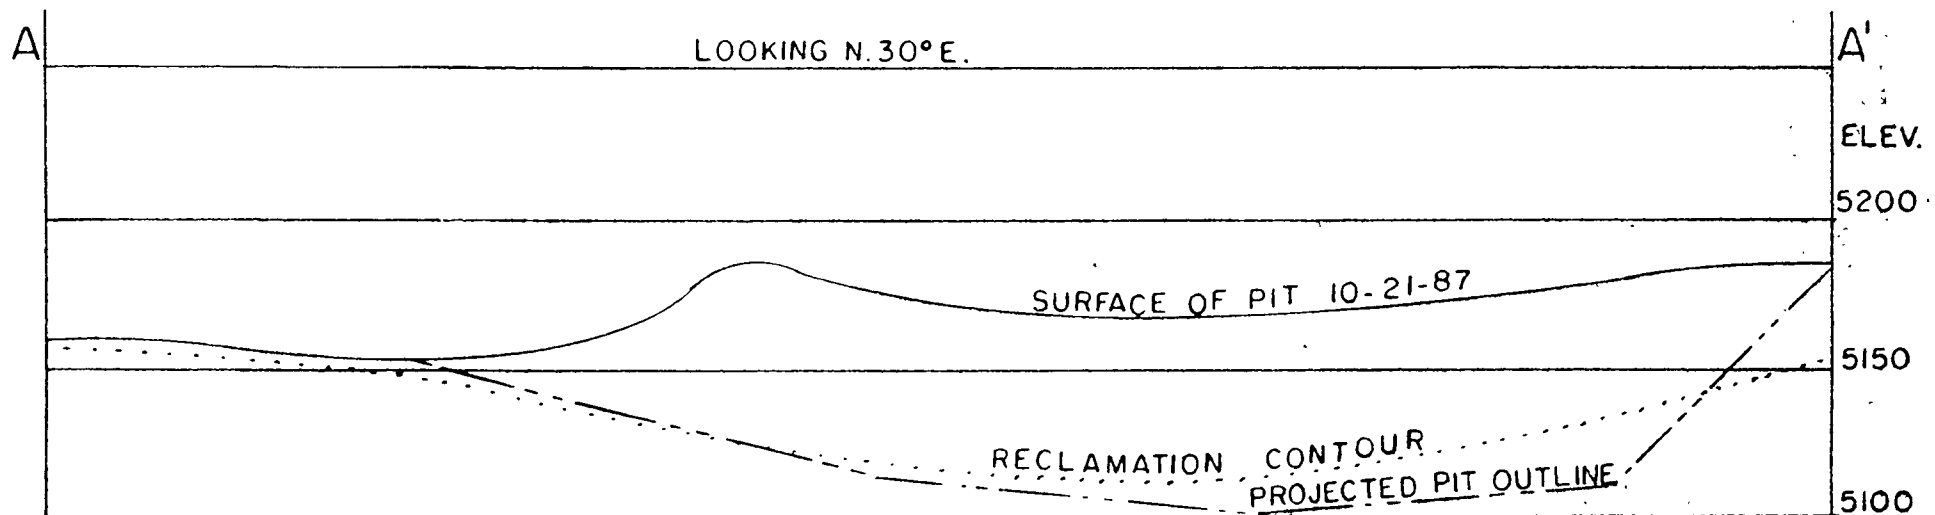 A
LOOKING N.30°E.
A'
ELEV.
5200
SURFACE OF PIT 10-21-87
5150
RECLAMATION CONTOUR
PROJECTED PIT OUTLINE
5100